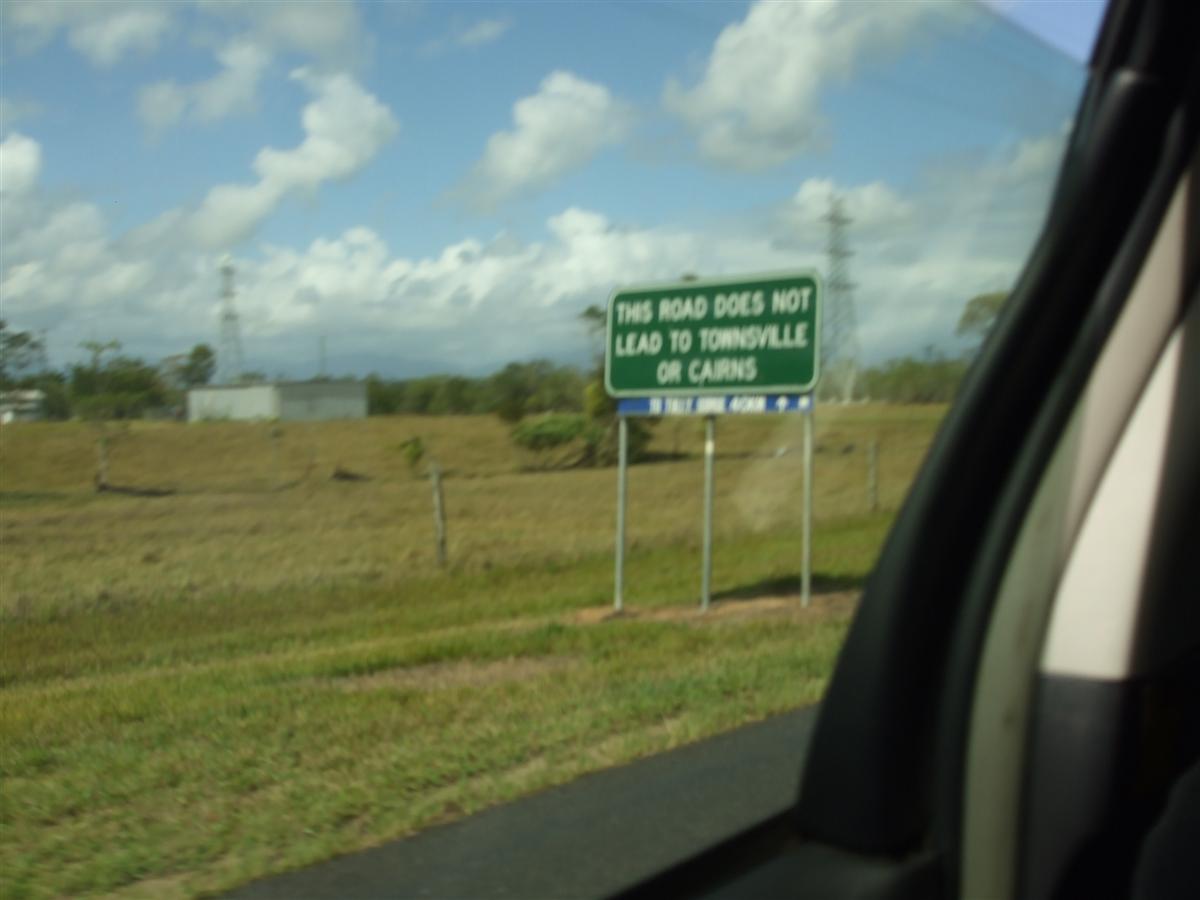 THIS ROAD DOES NOT
LEAD TO TOWNSVILLE
OR CAIRNS